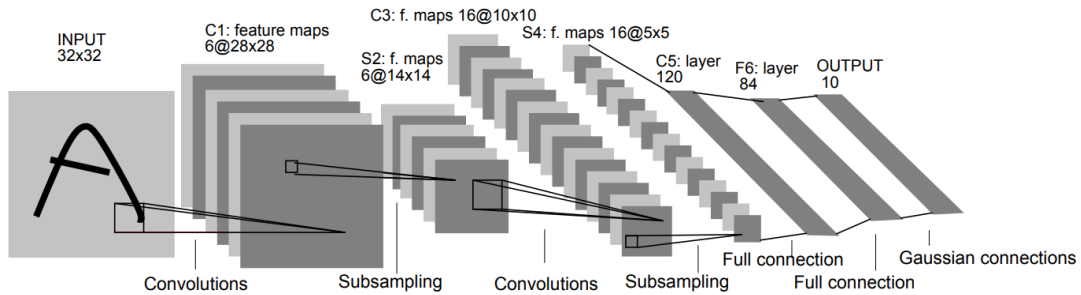 INPUT
32x32
C1: feature maps
6@28x28
S2: f. maps
6@14x14
C3: f. maps 16@10x10
S4: f. maps 16@5x5
C5: layer
120
F6: layer
84
OUTPUT
10
Convolutions
Subsampling
Convolutions
Subsampling
Full connection
Full connection
Gaussian connections